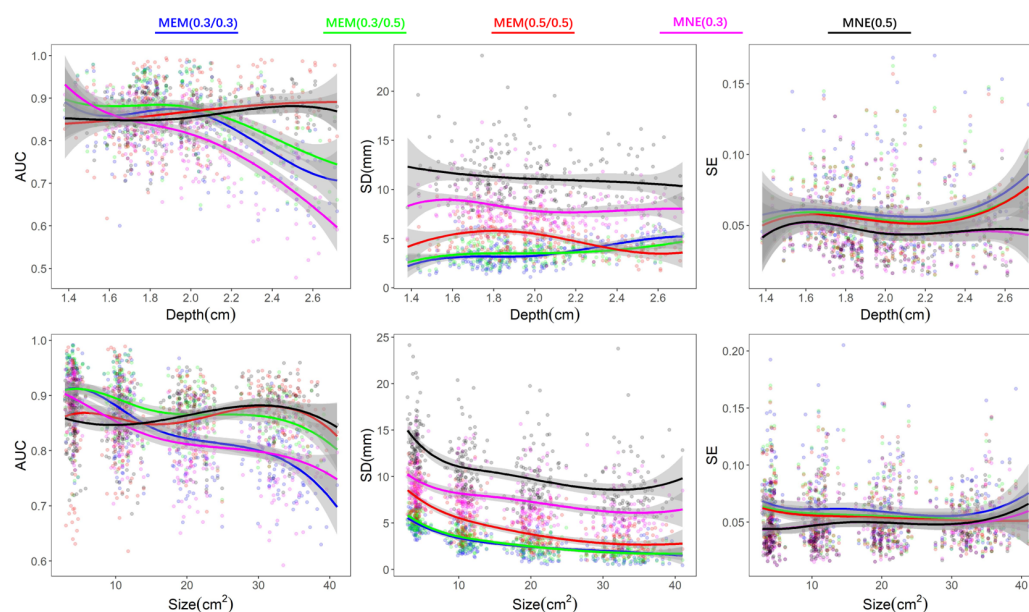 MEM(0.3/0.3) MEM(0.3/0.5) MEM(0.5/0.5) MNE(0.3) MNE(0.5)
AUC
1.0
0.9
0.8
0.7
0.6
0.5
1.4 1.6 1.8 2.0 2.2 2.4 2.6
Depth(cm)
SD(mm)
20
15
10
5
0
1.4 1.6 1.8 2.0 2.2 2.4 2.6
Depth(cm)
SE
0.15
0.10
0.05
1.4 1.6 1.8 2.0 2.2 2.4 2.6
Depth(cm)
AUC
1.0
0.9
0.8
0.7
0.6
10 20 30 40
Size(cm²)
SD(mm)
25
20
15
10
5
0
10 20 30 40
Size(cm²)
SE
0.20
0.15
0.10
0.05
10 20 30 40
Size(cm²)